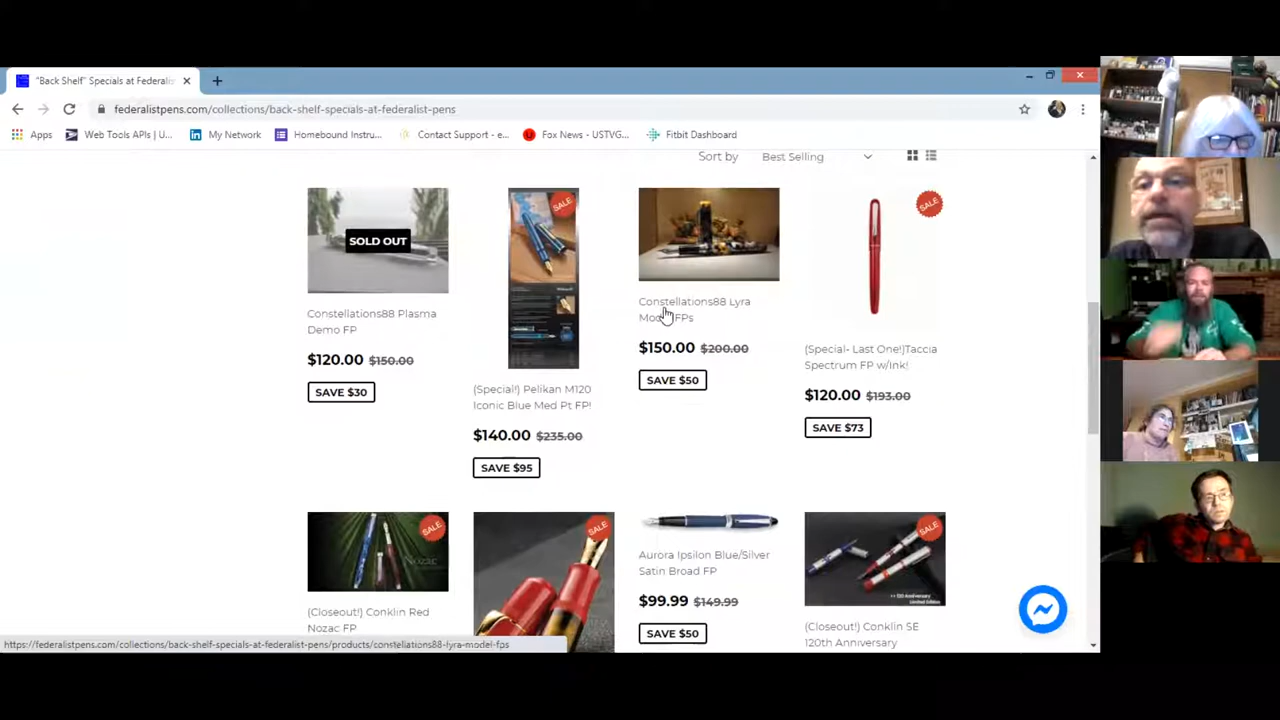 "Back Shelf" Specials at Federali
federalistpens.com/collections/back-shelf-specials-at-federalist-pens
Apps
Web Tools APIs | U...
My Network
Homebound Instru...
Contact Support - e...
Fox News - USTVG...
Fitbit Dashboard
Sort by
Best Selling
SOLD OUT
Constellations88 Plasma
Demo FP
$120.00 $150.00
SAVE $30
SALE
(Special!) Pelikan M120
Iconic Blue Med Pt FP!
$140.00 $235.00
SAVE $95
Constellations88 Lyra
Model FPs
$150.00 $200.00
SAVE $50
SALE
(Special- Last One!)Taccia
Spectrum FP w/Ink!
$120.00 $193.00
SAVE $73
SALE
Nozac
(Closeout!) Conklin Red
Nozac FP
SALE
Aurora Ipsilon Blue/Silver
Satin Broad FP
$99.99 $149.99
SAVE $50
SALE
120 Anniversary
Limited Edition
(Closeout!) Conklin SE
120th Anniversary
https://federalistpens.com/collections/back-shelf-specials-at-federalist-pens/products/constellations88-lyra-model-fps